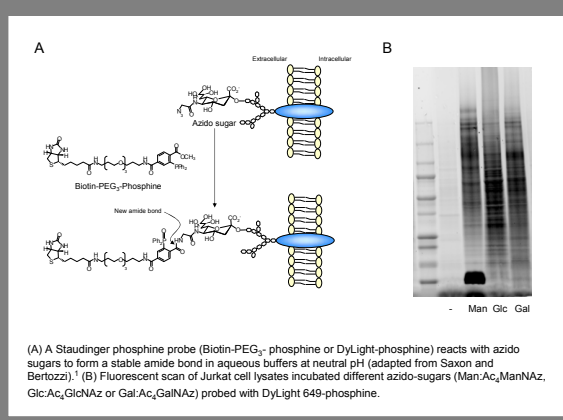 A
B
Extracellular
Intracellular
Azido sugar
Biotin-PEG₃-Phosphine
New amide bond
- Man Glc Gal
(A) A Staudinger phosphine probe (Biotin-PEG₃- phosphine or DyLight-phosphine) reacts with azido
sugars to form a stable amide bond in aqueous buffers at neutral pH (adapted from Saxon and
Bertozzi).¹ (B) Fluorescent scan of Jurkat cell lysates incubated different azido-sugars (Man:Ac₄ManNAz,
Glc:Ac₄GlcNAz or Gal:Ac₄GalNAz) probed with DyLight 649-phosphine.